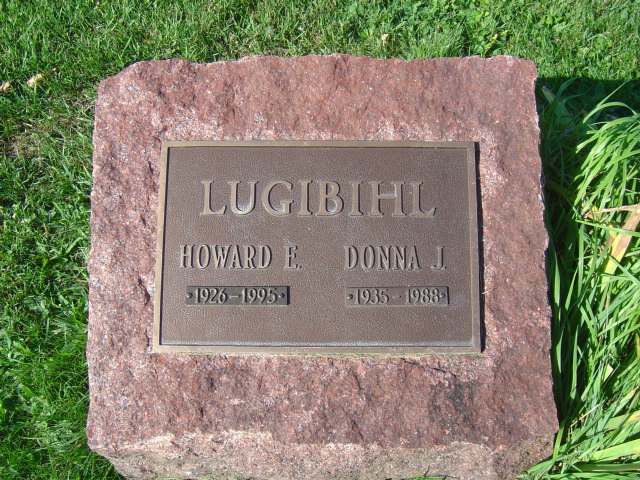 LUGIBIHL
HOWARD E. DONNA J.
1926-1995 1935-1988